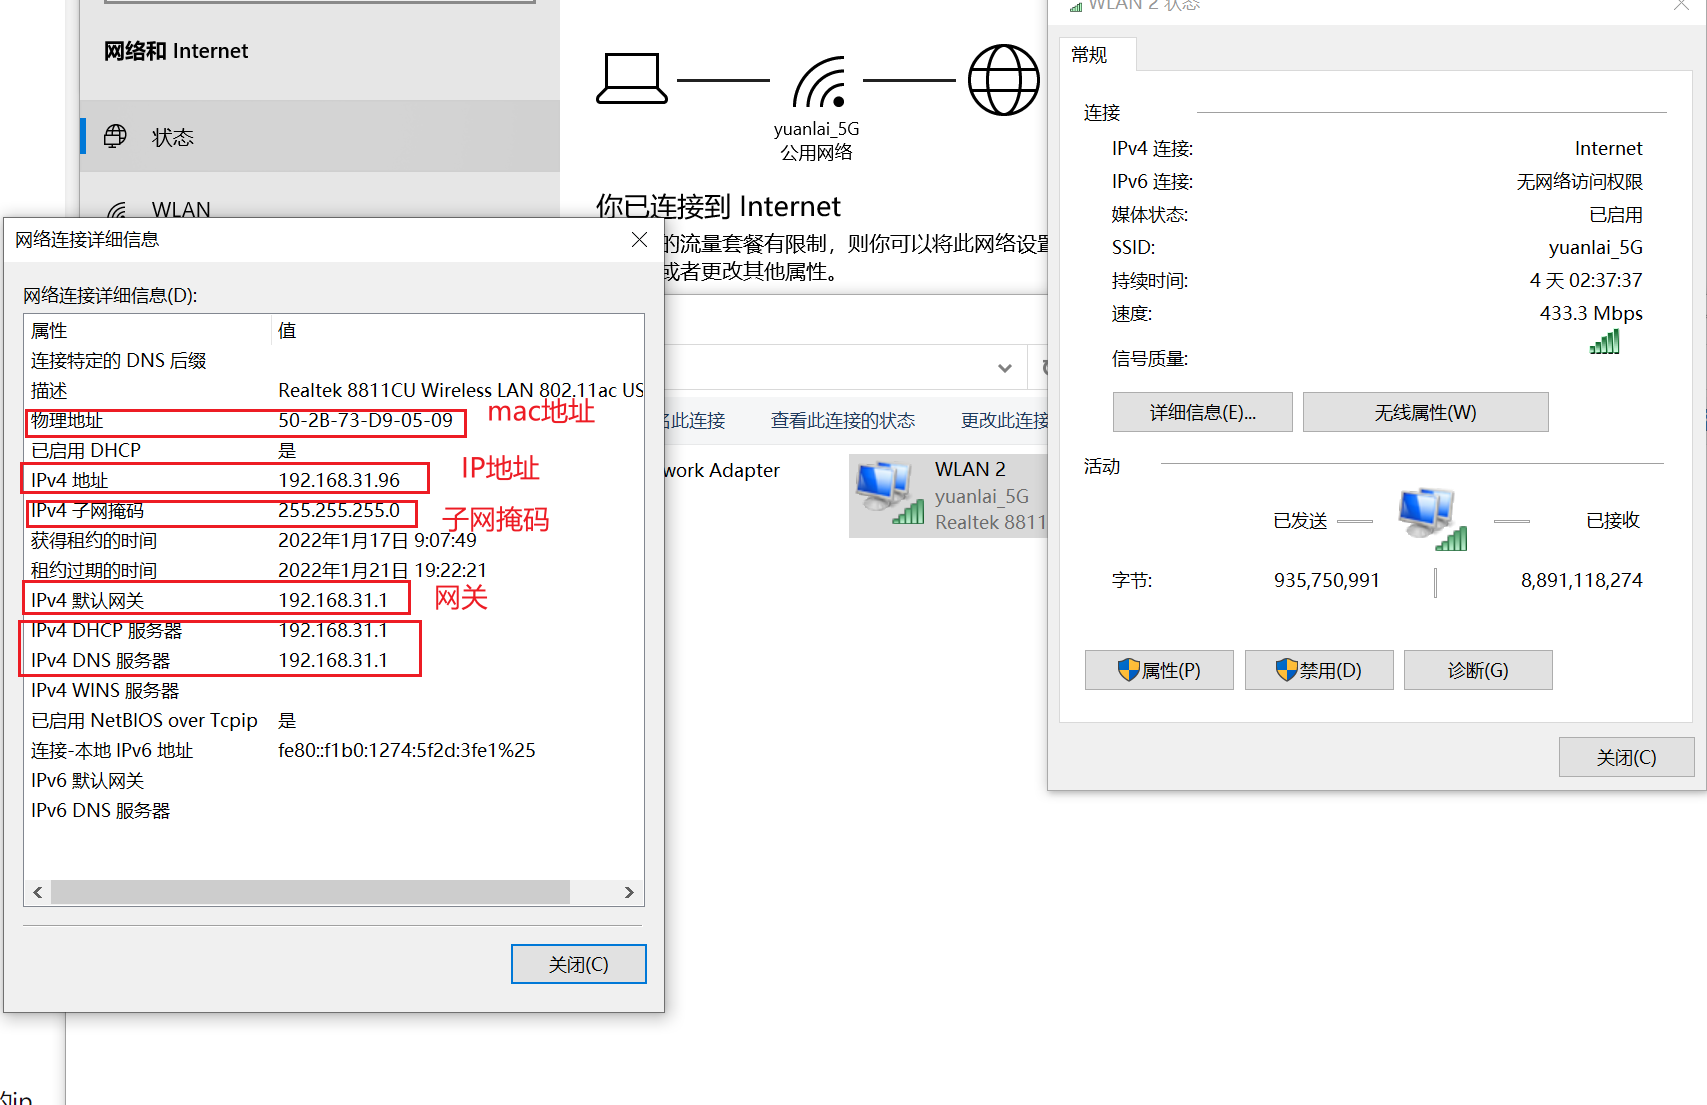 网络和 Internet
状态
WLAN
yuanlai_5G
公用网络
你已连接到 Internet
的流量套餐有限制，则你可以将此网络设置
或者更改其他属性。
名此连接
查看此连接的状态
更改此连接
work Adapter
WLAN 2
yuanlai_5G
Realtek 8811
网络连接详细信息
网络连接详细信息(D):
属性 值
连接特定的 DNS 后缀
描述 Realtek 8811CU Wireless LAN 802.11ac US
物理地址 50-2B-73-D9-05-09 mac地址
已启用 DHCP 是
IPv4 地址 192.168.31.96 IP地址
IPv4 子网掩码 255.255.255.0 子网掩码
获得租约的时间 2022年1月17日 9:07:49
租约过期的时间 2022年1月21日 19:22:21
IPv4 默认网关 192.168.31.1 网关
IPv4 DHCP 服务器 192.168.31.1
IPv4 DNS 服务器 192.168.31.1
IPv4 WINS 服务器
已启用 NetBIOS over Tcpip 是
连接-本地 IPv6 地址 fe80::f1b0:1274:5f2d:3fe1%25
IPv6 默认网关
IPv6 DNS 服务器
关闭(C)
的ip
WLAN 2 状态
常规
连接
IPv4 连接: Internet
IPv6 连接: 无网络访问权限
媒体状态: 已启用
SSID: yuanlai_5G
持续时间: 4 天 02:37:37
速度: 433.3 Mbps
信号质量:
详细信息(E)... 无线属性(W)
活动
已发送 已接收
字节: 935,750,991 8,891,118,274
属性(P) 禁用(D) 诊断(G)
关闭(C)